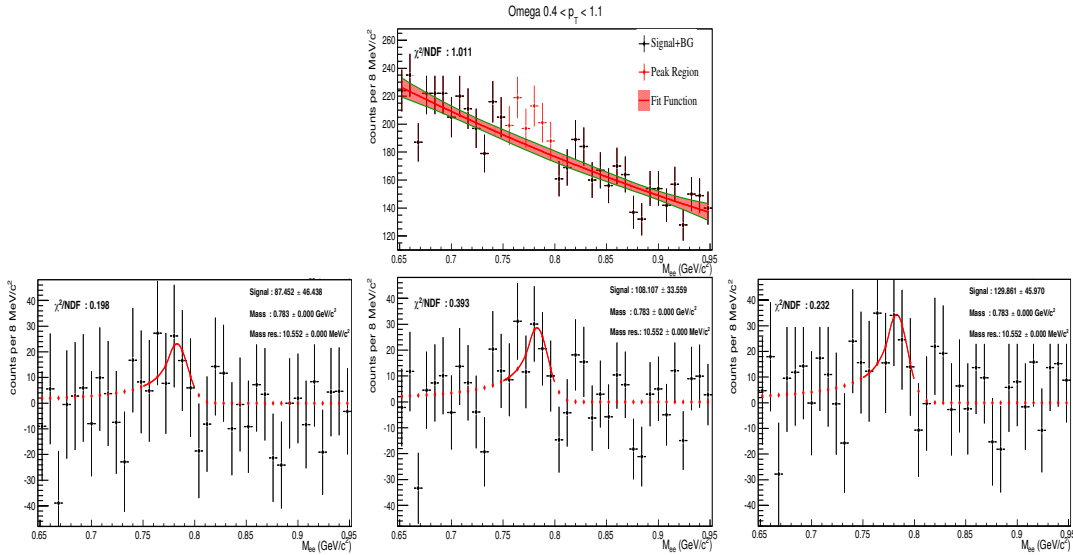 Omega 0.4 < p_T < 1.1
counts per 8 MeV/c²
χ²/NDF : 1.011
Signal+BG
Peak Region
Fit Function
260
240
220
200
180
160
140
120
0.65 0.7 0.75 0.8 0.85 0.9 0.95
M_ee (GeV/c²)
counts per 8 MeV/c²
χ²/NDF : 0.198
Signal : 87.452 ± 46.438
Mass : 0.783 ± 0.000 GeV/c²
Mass res.: 10.552 ± 0.000 MeV/c²
40
30
20
10
0
-10
-20
-30
-40
0.65 0.7 0.75 0.8 0.85 0.9 0.95
M_ee (GeV/c²)
counts per 8 MeV/c²
χ²/NDF : 0.393
Signal : 108.107 ± 33.559
Mass : 0.783 ± 0.000 GeV/c²
Mass res.: 10.552 ± 0.000 MeV/c²
40
30
20
10
0
-10
-20
-30
-40
0.65 0.7 0.75 0.8 0.85 0.9 0.95
M_ee (GeV/c²)
counts per 8 MeV/c²
χ²/NDF : 0.232
Signal : 129.861 ± 45.970
Mass : 0.783 ± 0.000 GeV/c²
Mass res.: 10.552 ± 0.000 MeV/c²
40
30
20
10
0
-10
-20
-30
-40
0.65 0.7 0.75 0.8 0.85 0.9 0.95
M_ee (GeV/c²)